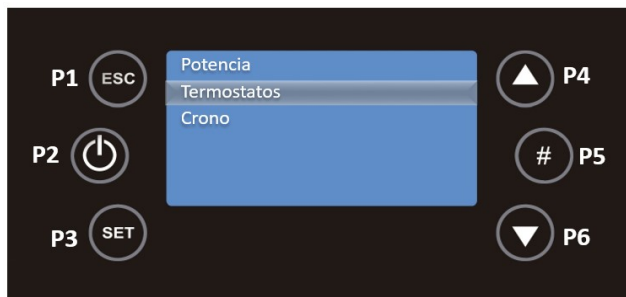 P1 ESC
Potencia
Termostatos
Crono
P4
P2
# P5
P3 SET
P6